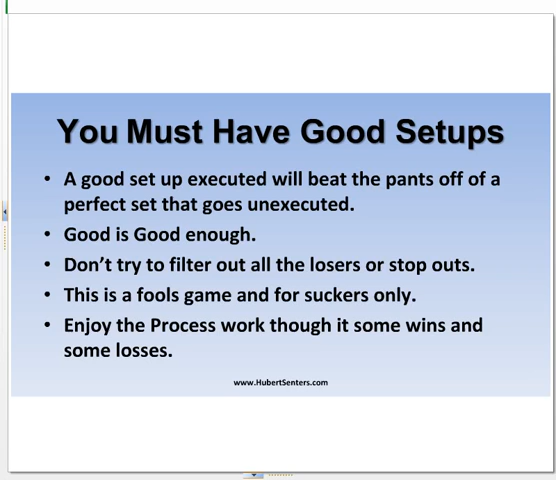 You Must Have Good Setups
• A good set up executed will beat the pants off of a
perfect set that goes unexecuted.
• Good is Good enough.
• Don’t try to filter out all the losers or stop outs.
• This is a fools game and for suckers only.
• Enjoy the Process work though it some wins and
some losses.
www.HubertSenters.com